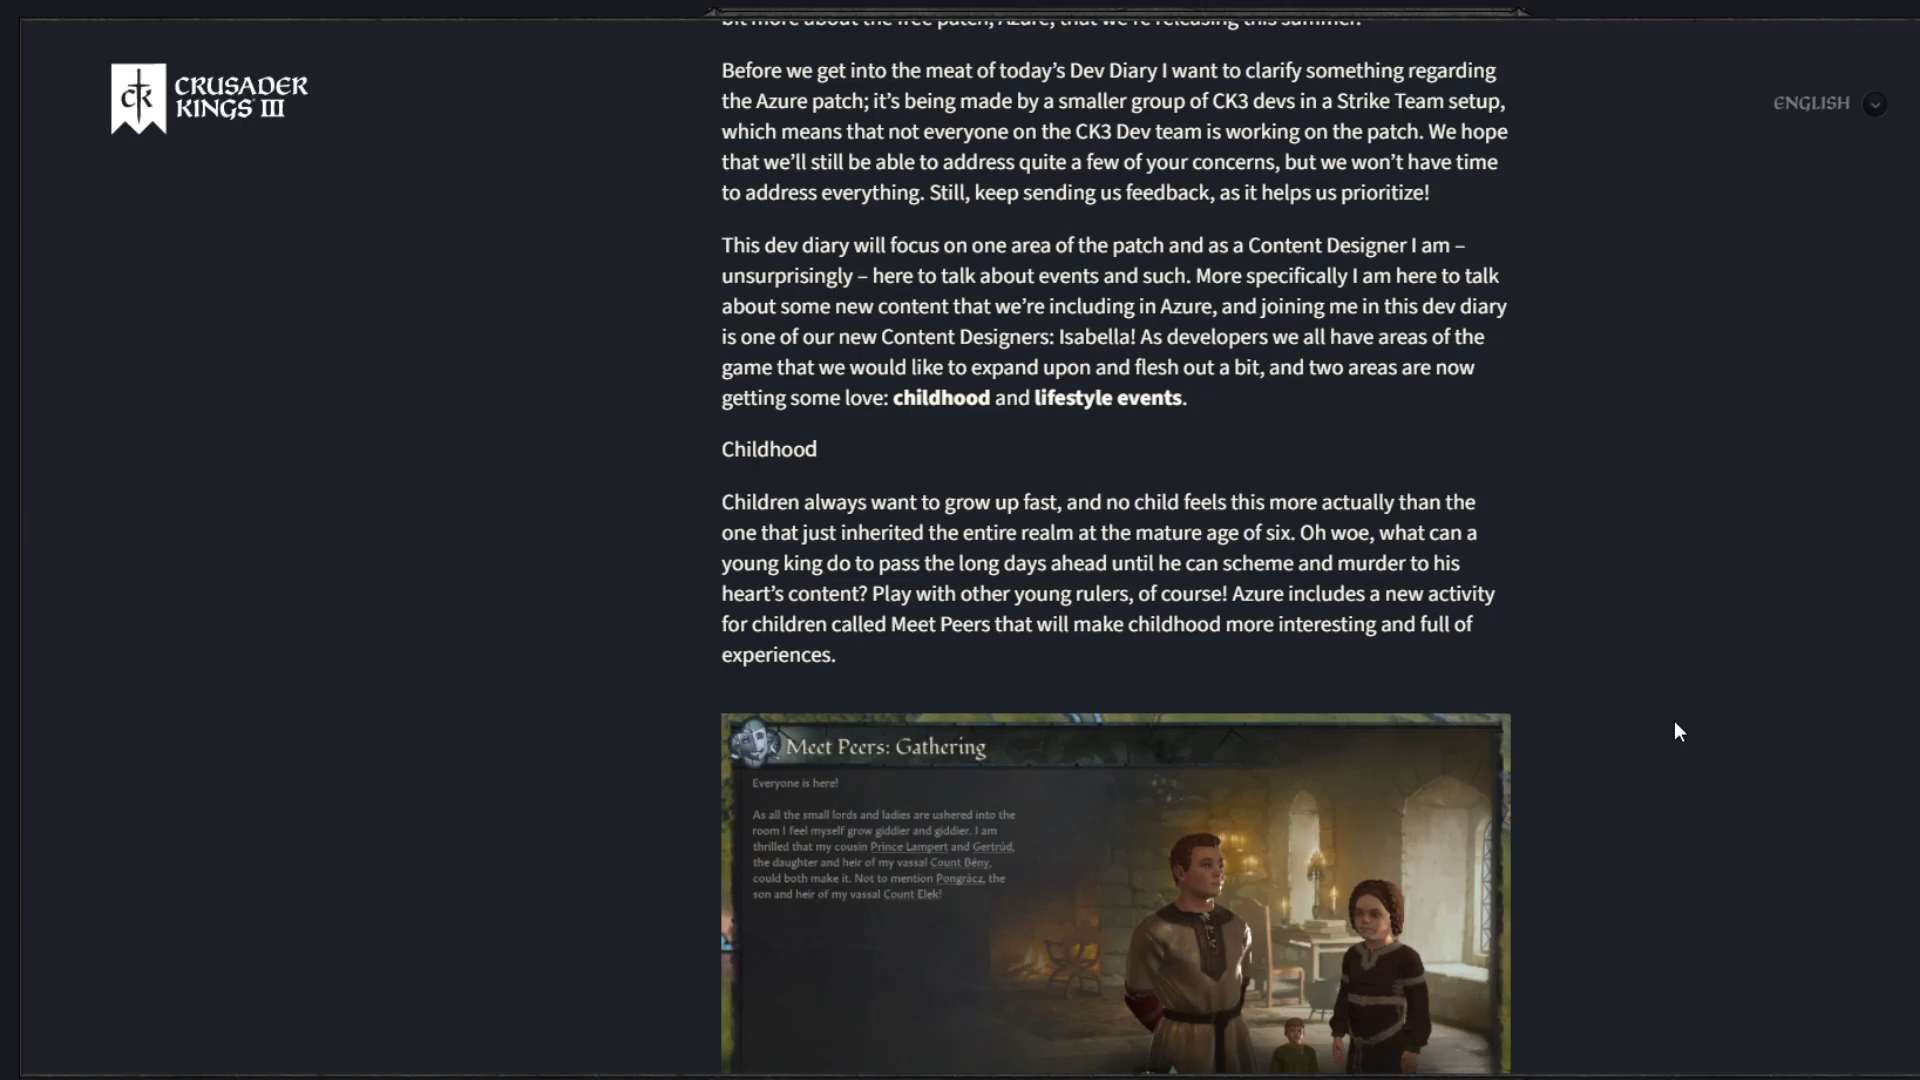 bit more about the free patch, Azure, that we're releasing this summer.
CRUSADER
KINGS III
ENGLISH
Before we get into the meat of today's Dev Diary I want to clarify something regarding
the Azure patch; it's being made by a smaller group of CK3 devs in a Strike Team setup,
which means that not everyone on the CK3 Dev team is working on the patch. We hope
that we'll still be able to address quite a few of your concerns, but we won't have time
to address everything. Still, keep sending us feedback, as it helps us prioritize!
This dev diary will focus on one area of the patch and as a Content Designer I am –
unsurprisingly – here to talk about events and such. More specifically I am here to talk
about some new content that we're including in Azure, and joining me in this dev diary
is one of our new Content Designers: Isabella! As developers we all have areas of the
game that we would like to expand upon and flesh out a bit, and two areas are now
getting some love: childhood and lifestyle events.
Childhood
Children always want to grow up fast, and no child feels this more actually than the
one that just inherited the entire realm at the mature age of six. Oh woe, what can a
young king do to pass the long days ahead until he can scheme and murder to his
heart's content? Play with other young rulers, of course! Azure includes a new activity
for children called Meet Peers that will make childhood more interesting and full of
experiences.
Meet Peers: Gathering
Everyone is here!
As all the small lords and ladies are ushered into the
room I feel myself grow giddier and giddier. I am
thrilled that my cousin Prince Lampert and Gertrúd,
the daughter and heir of my vassal Count Bény,
could both make it. Not to mention Pongrácz, the
son and heir of my vassal Count Elek!